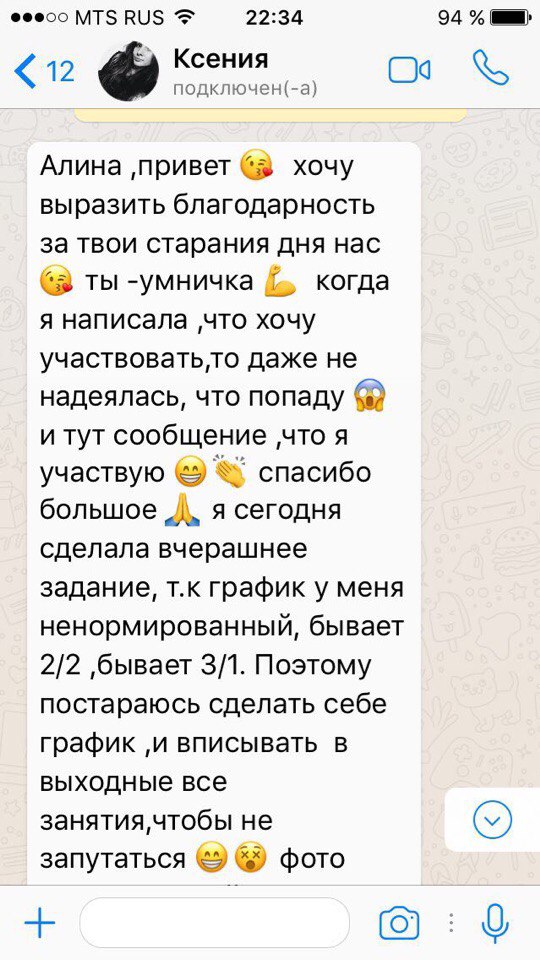 MTS RUS 22:34 94 %
12 Ксения
подключен(-а)
Алина ,привет 😘 хочу
выразить благодарность
за твои старания дня нас
😘 ты -умничка 💪 когда
я написала ,что хочу
участвовать,то даже не
надеялась, что попаду 😱
и тут сообщение ,что я
участвую 😁👏 спасибо
большое 🙏 я сегодня
сделала вчерашнее
задание, т.к график у меня
ненормированный, бывает
2/2 ,бывает 3/1. Поэтому
постараюсь сделать себе
график ,и вписывать в
выходные все
занятия,чтобы не
запутаться 😁😵 фото